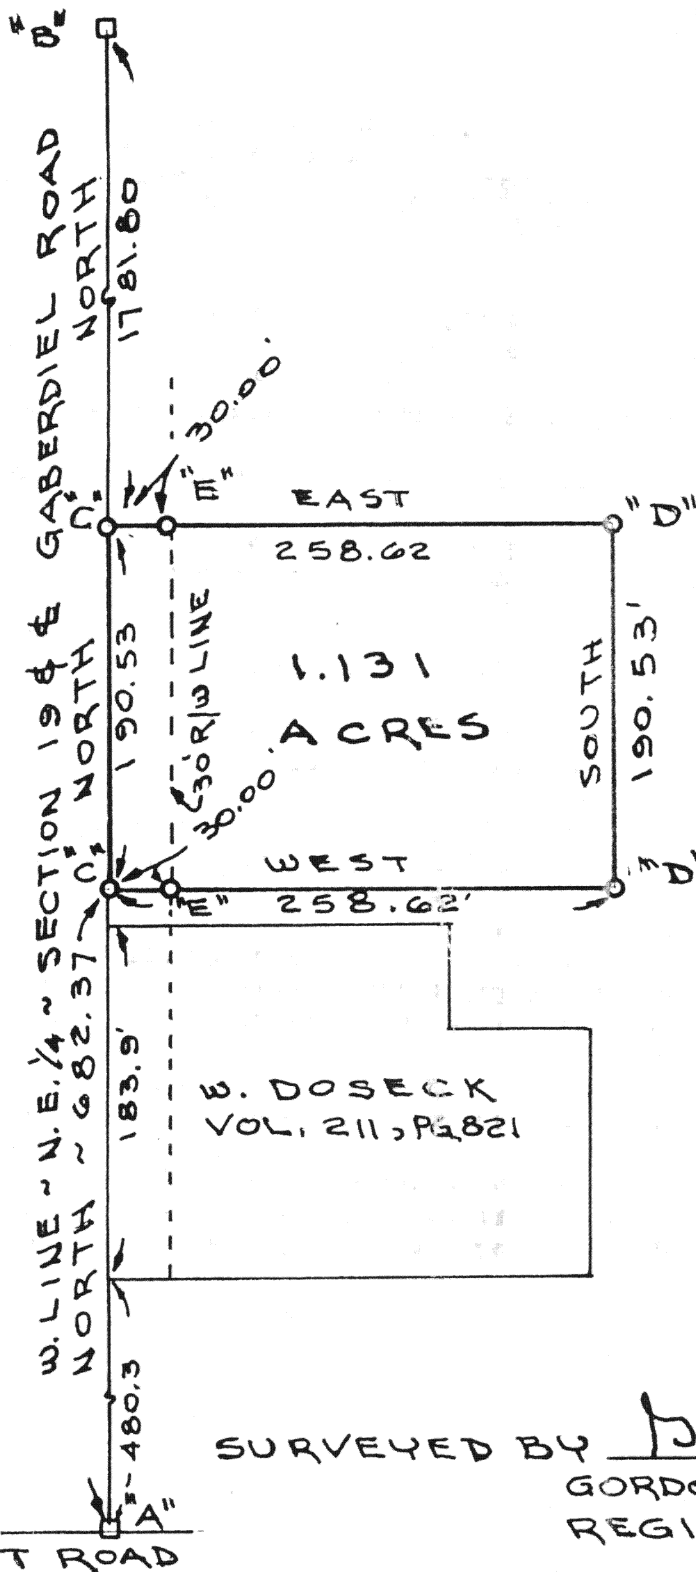 "B"
W. LINE ~ N.E. 1/4 ~ SECTION 19 & ℄ GABERDIEL ROAD
NORTH
1781.80
30.00'
"C"
"E"
EAST
258.62
"D"
NORTH
190.53
30' R/W LINE
1.131
ACRES
SOUTH
190.53'
30.00'
"C"
"E"
WEST
258.62'
"D"
NORTH ~ 682.37
183.9'
W. DOSECK
VOL. 211, PG. 821
480.3
"A"
T ROAD
SURVEYED BY
GORDO
REGI